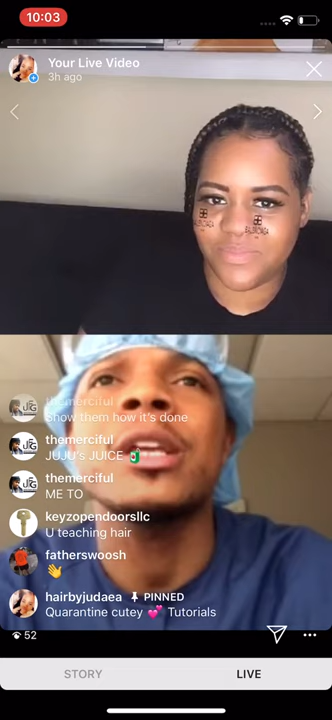 10:03
Your Live Video
3h ago
themerciful
Show them how it's done
themerciful
JUJU's JUICE 🧃
themerciful
ME TO
keyzopendoorsllc
U teaching hair
fatherswoosh
👋
hairbyjudaea PINNED
Quarantine cutey 💞 Tutorials
52
STORY LIVE